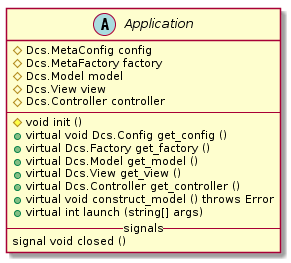 A Application
Dcs.MetaConfig config
Dcs.MetaFactory factory
Dcs.Model model
Dcs.View view
Dcs.Controller controller
void init ()
virtual void Dcs.Config get_config ()
virtual Dcs.Factory get_factory ()
virtual Dcs.Model get_model ()
virtual Dcs.View get_view ()
virtual Dcs.Controller get_controller ()
virtual void construct_model () throws Error
virtual int launch (string[] args)
signals
signal void closed ()